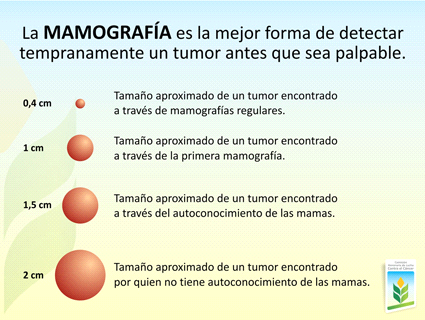 La MAMOGRAFÍA es la mejor forma de detectar
tempranamente un tumor antes que sea palpable.
0,4 cm
Tamaño aproximado de un tumor encontrado
a través de mamografías regulares.
1 cm
Tamaño aproximado de un tumor encontrado
a través de la primera mamografía.
1,5 cm
Tamaño aproximado de un tumor encontrado
a través del autoconocimiento de las mamas.
2 cm
Tamaño aproximado de un tumor encontrado
por quien no tiene autoconocimiento de las mamas.